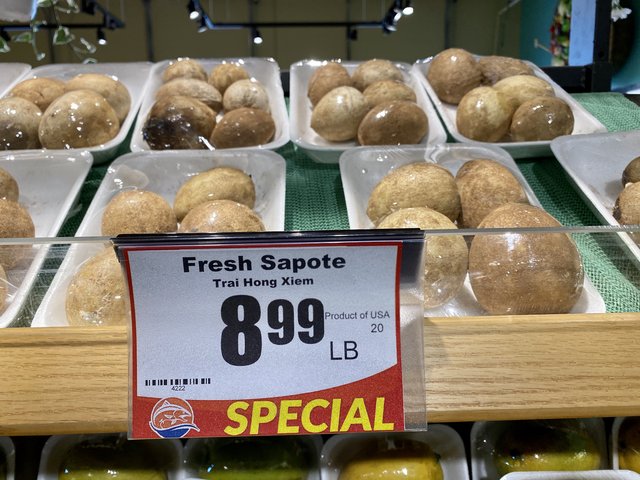 Fresh Sapote
Trai Hong Xiem
8.99
Product of USA
20
LB
4222
SPECIAL